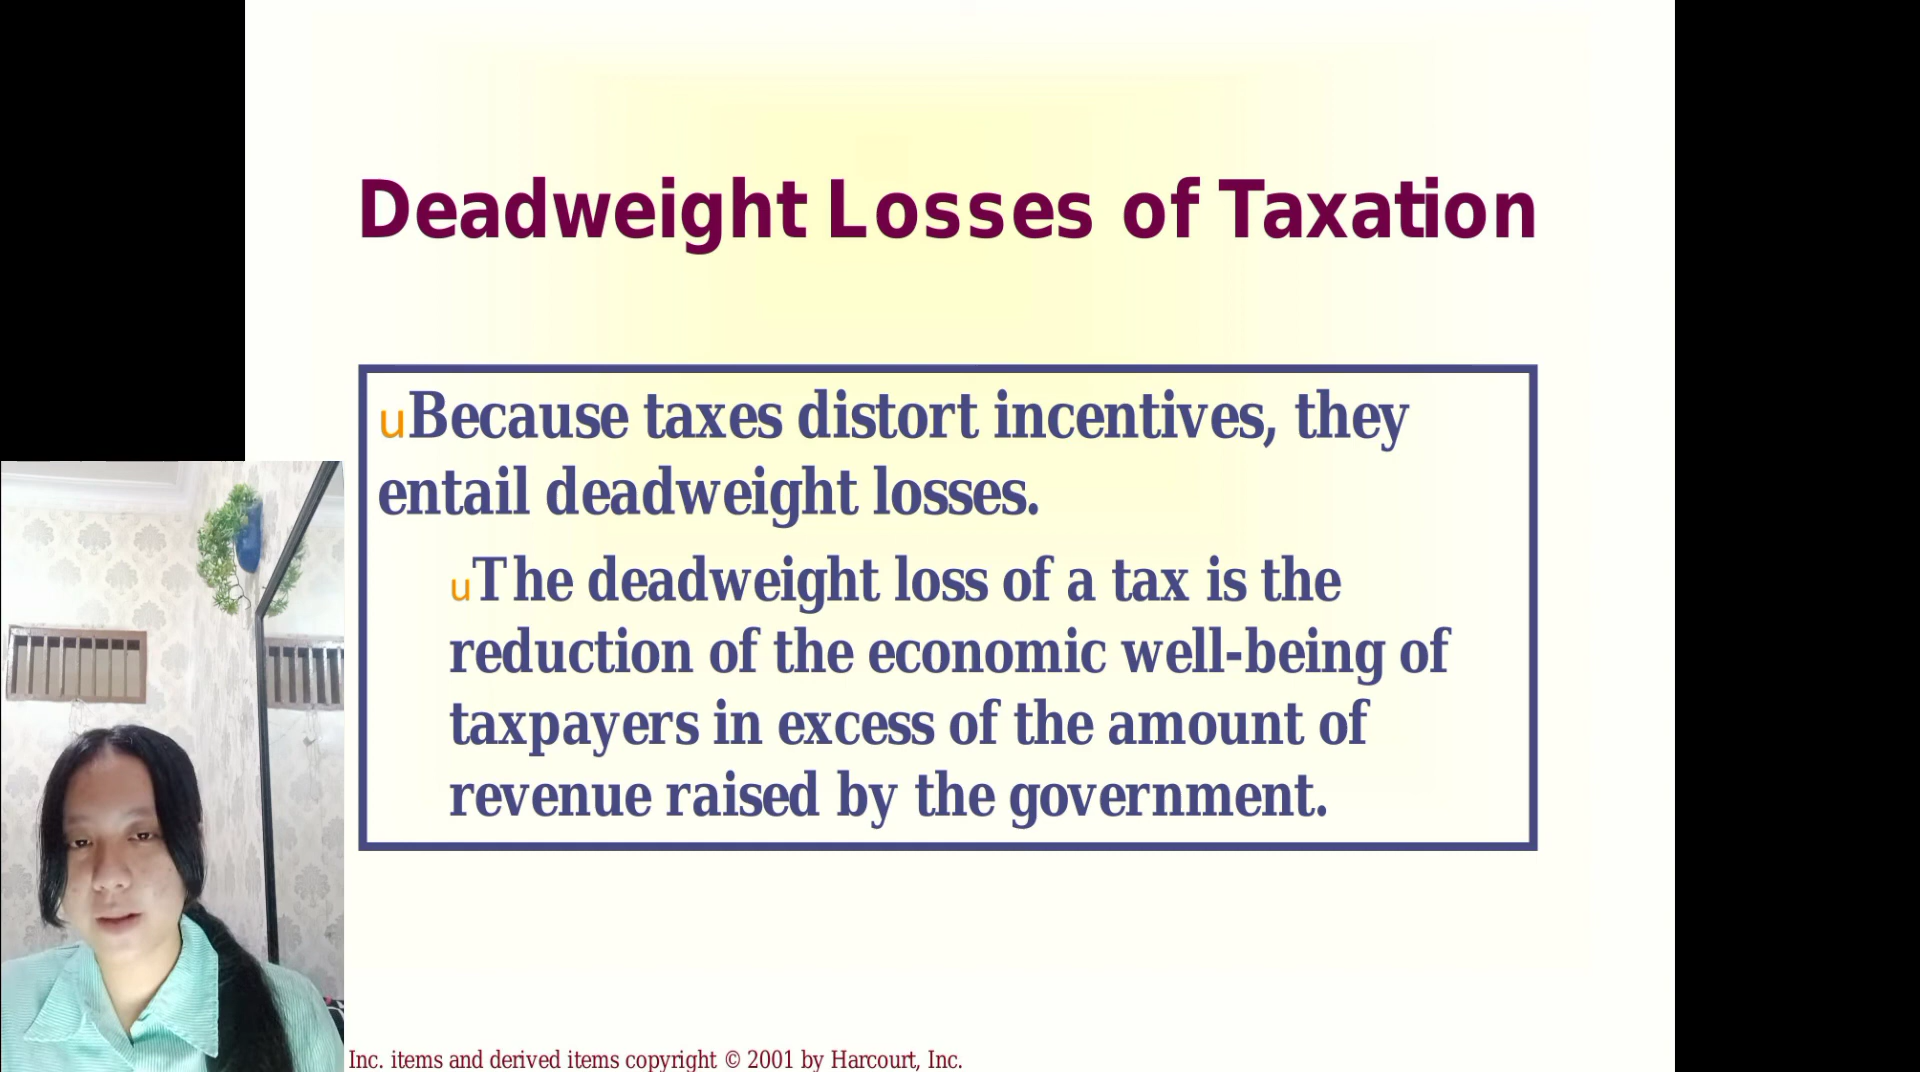 Deadweight Losses of Taxation
uBecause taxes distort incentives, they
entail deadweight losses.
uThe deadweight loss of a tax is the
reduction of the economic well-being of
taxpayers in excess of the amount of
revenue raised by the government.
Inc. items and derived items copyright © 2001 by Harcourt, Inc.